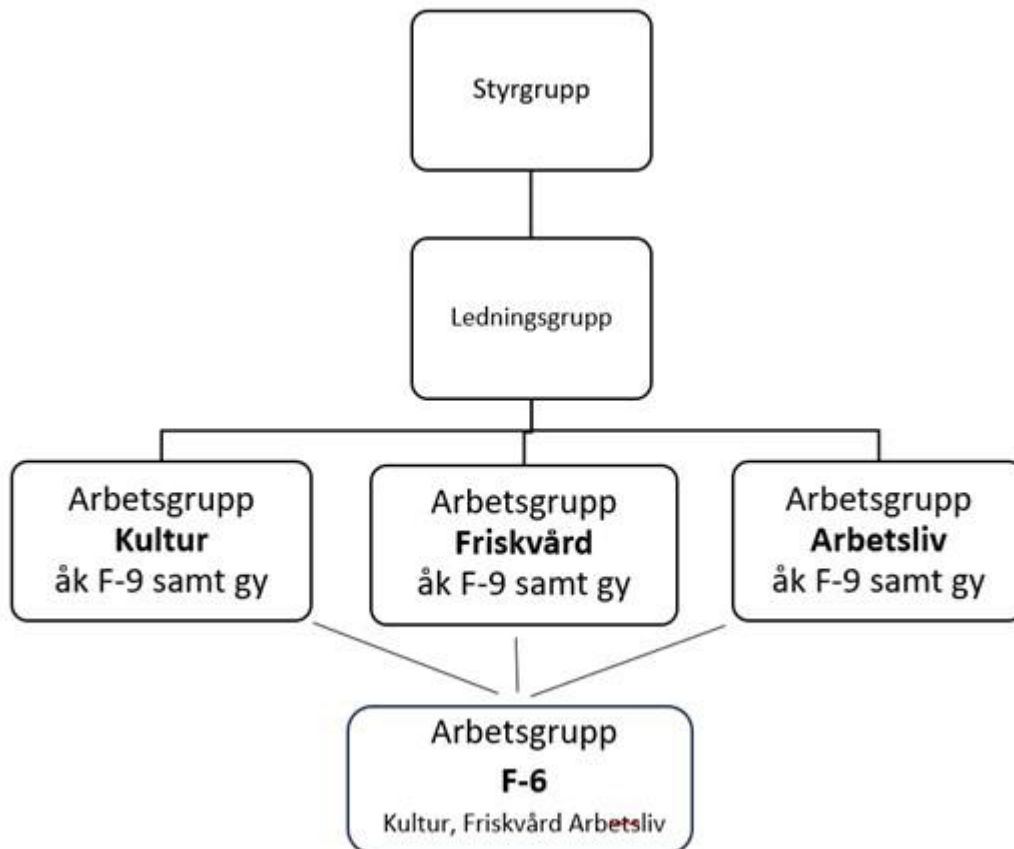 Styrgrupp
Ledningsgrupp
Arbetsgrupp
Kultur
åk F-9 samt gy
Arbetsgrupp
Friskvård
åk F-9 samt gy
Arbetsgrupp
Arbetsliv
åk F-9 samt gy
Arbetsgrupp
F-6
Kultur, Friskvård Arbetsliv